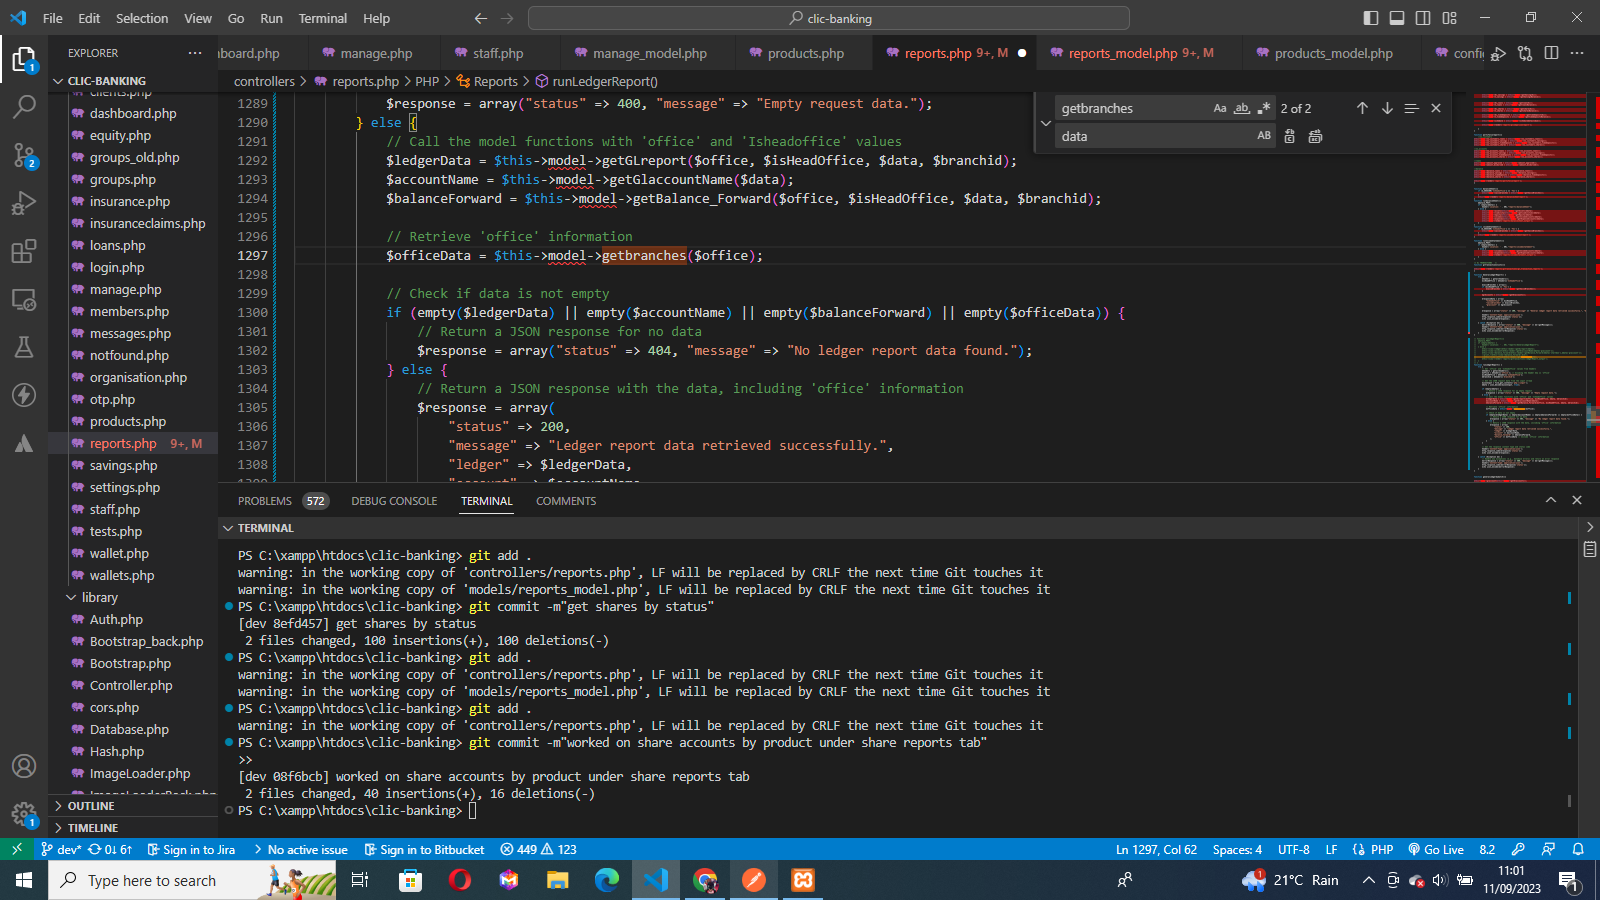 File Edit Selection View Go Run Terminal Help
clic-banking
EXPLORER
CLIC-BANKING
clients.php
dashboard.php
equity.php
groups_old.php
groups.php
insurance.php
insuranceclaims.php
loans.php
login.php
manage.php
members.php
messages.php
notfound.php
organisation.php
otp.php
products.php
reports.php 9+, M
savings.php
settings.php
staff.php
tests.php
wallet.php
wallets.php
library
Auth.php
Bootstrap_back.php
Bootstrap.php
Controller.php
cors.php
Database.php
Hash.php
ImageLoader.php
OUTLINE
TIMELINE
board.php manage.php staff.php manage_model.php products.php reports.php 9+, M reports_model.php 9+, M products_model.php confi
controllers > reports.php > PHP > Reports > runLedgerReport()
getbranches Aa ab 2 of 2
data AB
1289 $response = array("status" => 400, "message" => "Empty request data.");
1290 } else {
1291 // Call the model functions with 'office' and 'Isheadoffice' values
1292 $ledgerData = $this->model->getGLreport($office, $isHeadOffice, $data, $branchid);
1293 $accountName = $this->model->getGlaccountName($data);
1294 $balanceForward = $this->model->getBalance_Forward($office, $isHeadOffice, $data, $branchid);
1295
1296 // Retrieve 'office' information
1297 $officeData = $this->model->getbranches($office);
1298
1299 // Check if data is not empty
1300 if (empty($ledgerData) || empty($accountName) || empty($balanceForward) || empty($officeData)) {
1301 // Return a JSON response for no data
1302 $response = array("status" => 404, "message" => "No ledger report data found.");
1303 } else {
1304 // Return a JSON response with the data, including 'office' information
1305 $response = array(
1306 "status" => 200,
1307 "message" => "Ledger report data retrieved successfully.",
1308 "ledger" => $ledgerData,
PROBLEMS 572 DEBUG CONSOLE TERMINAL COMMENTS
TERMINAL
PS C:\xampp\htdocs\clic-banking> git add .
warning: in the working copy of 'controllers/reports.php', LF will be replaced by CRLF the next time Git touches it
warning: in the working copy of 'models/reports_model.php', LF will be replaced by CRLF the next time Git touches it
PS C:\xampp\htdocs\clic-banking> git commit -m"get shares by status"
[dev 8efd457] get shares by status
2 files changed, 100 insertions(+), 100 deletions(-)
PS C:\xampp\htdocs\clic-banking> git add .
warning: in the working copy of 'controllers/reports.php', LF will be replaced by CRLF the next time Git touches it
warning: in the working copy of 'models/reports_model.php', LF will be replaced by CRLF the next time Git touches it
PS C:\xampp\htdocs\clic-banking> git add .
warning: in the working copy of 'controllers/reports.php', LF will be replaced by CRLF the next time Git touches it
PS C:\xampp\htdocs\clic-banking> git commit -m"worked on share accounts by product under share reports tab"
>>
[dev 08f6bcb] worked on share accounts by product under share reports tab
2 files changed, 40 insertions(+), 16 deletions(-)
PS C:\xampp\htdocs\clic-banking>
dev* 0↓ 6↑ Sign in to Jira No active issue Sign in to Bitbucket 449 123 Ln 1297, Col 62 Spaces: 4 UTF-8 LF PHP Go Live 8.2
Type here to search
21°C Rain
11:01
11/09/2023